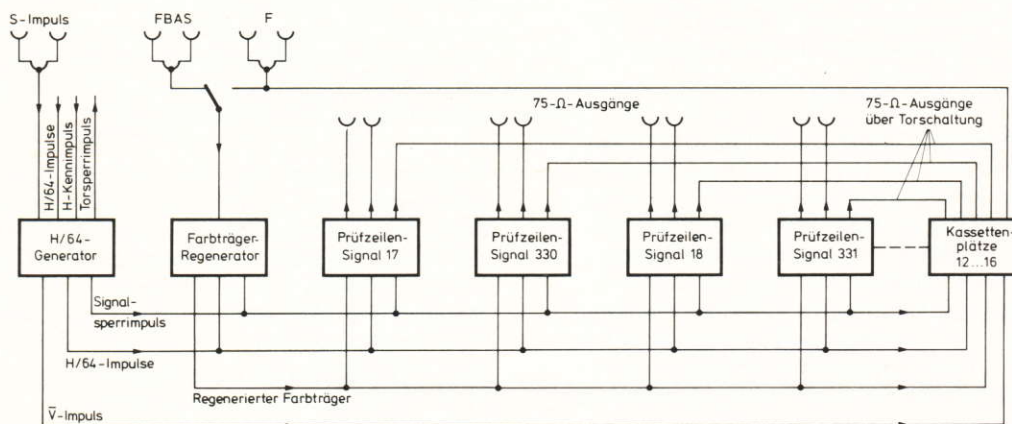 S-Impuls
FBAS
F
75-Ω-Ausgänge
75-Ω-Ausgänge
über Torschaltung
H/64-Impulse
H-Kennimpuls
Torsperrimpuls
H/64-
Generator
Farbträger-
Regenerator
Prüfzeilen-
Signal 17
Prüfzeilen-
Signal 330
Prüfzeilen-
Signal 18
Prüfzeilen-
Signal 331
Kassetten-
plätze
12...16
Signal-
sperrimpuls
H/64-Impulse
Regenerierter Farbträger
V̅-Impuls